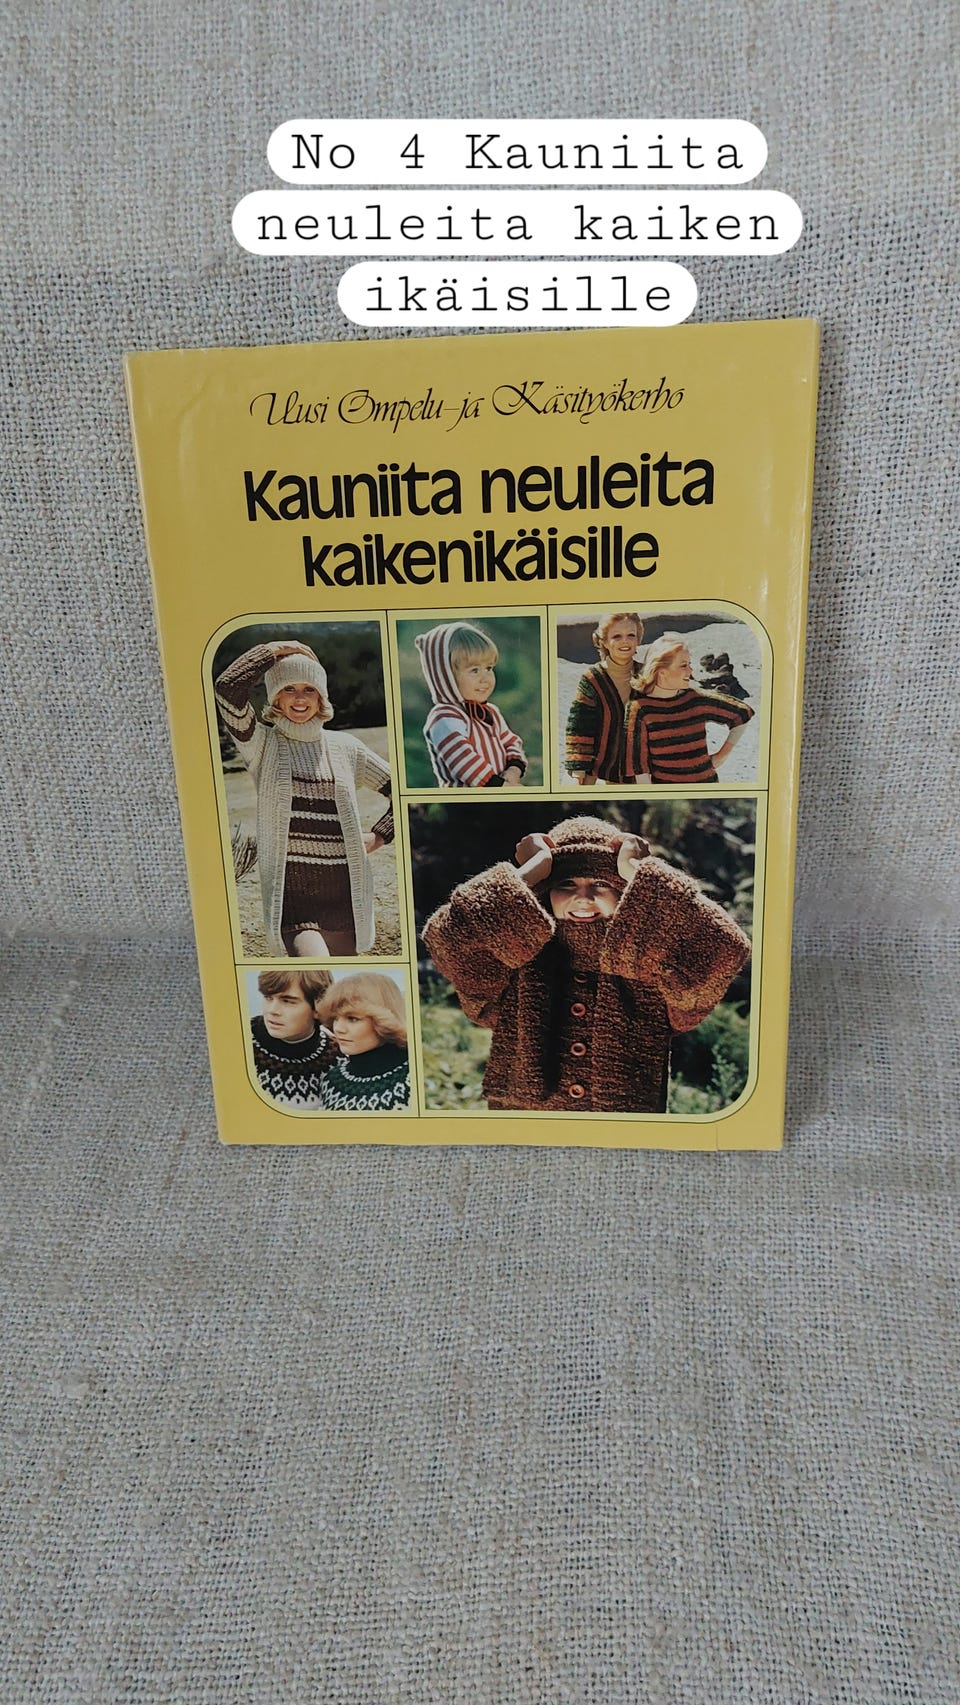 No 4 Kauniita
neuleita kaiken
ikäisille
Uusi Ompelu-ja Käsityökerho
Kauniita neuleita
kaikenikäisille